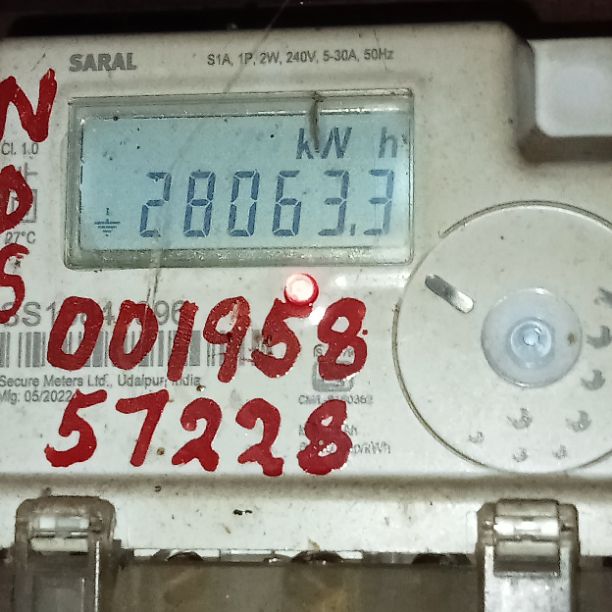 SARAL
S1A, 1P, 2W, 240V, 5-30A, 50Hz
N
Cl. 1.0
kW h
28063.3
D
27°C
S
001958
Secure Meters Ltd., Udaipur, India
Mfg: 05/2022
57228